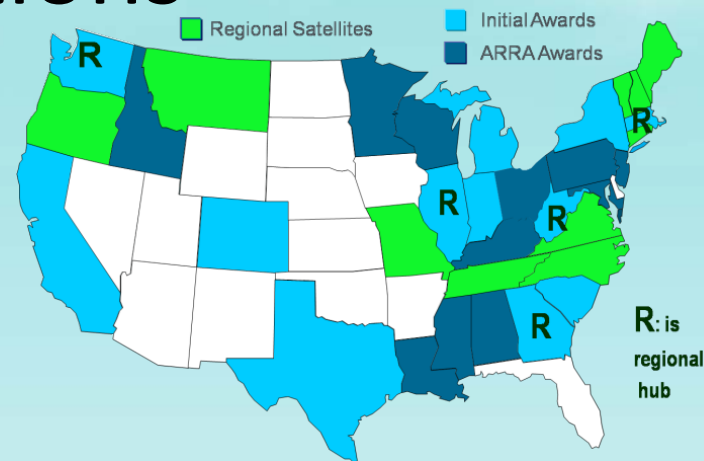 Regional Satellites
Initial Awards
ARRA Awards
R
R
R
R
R
R: is
regional
hub